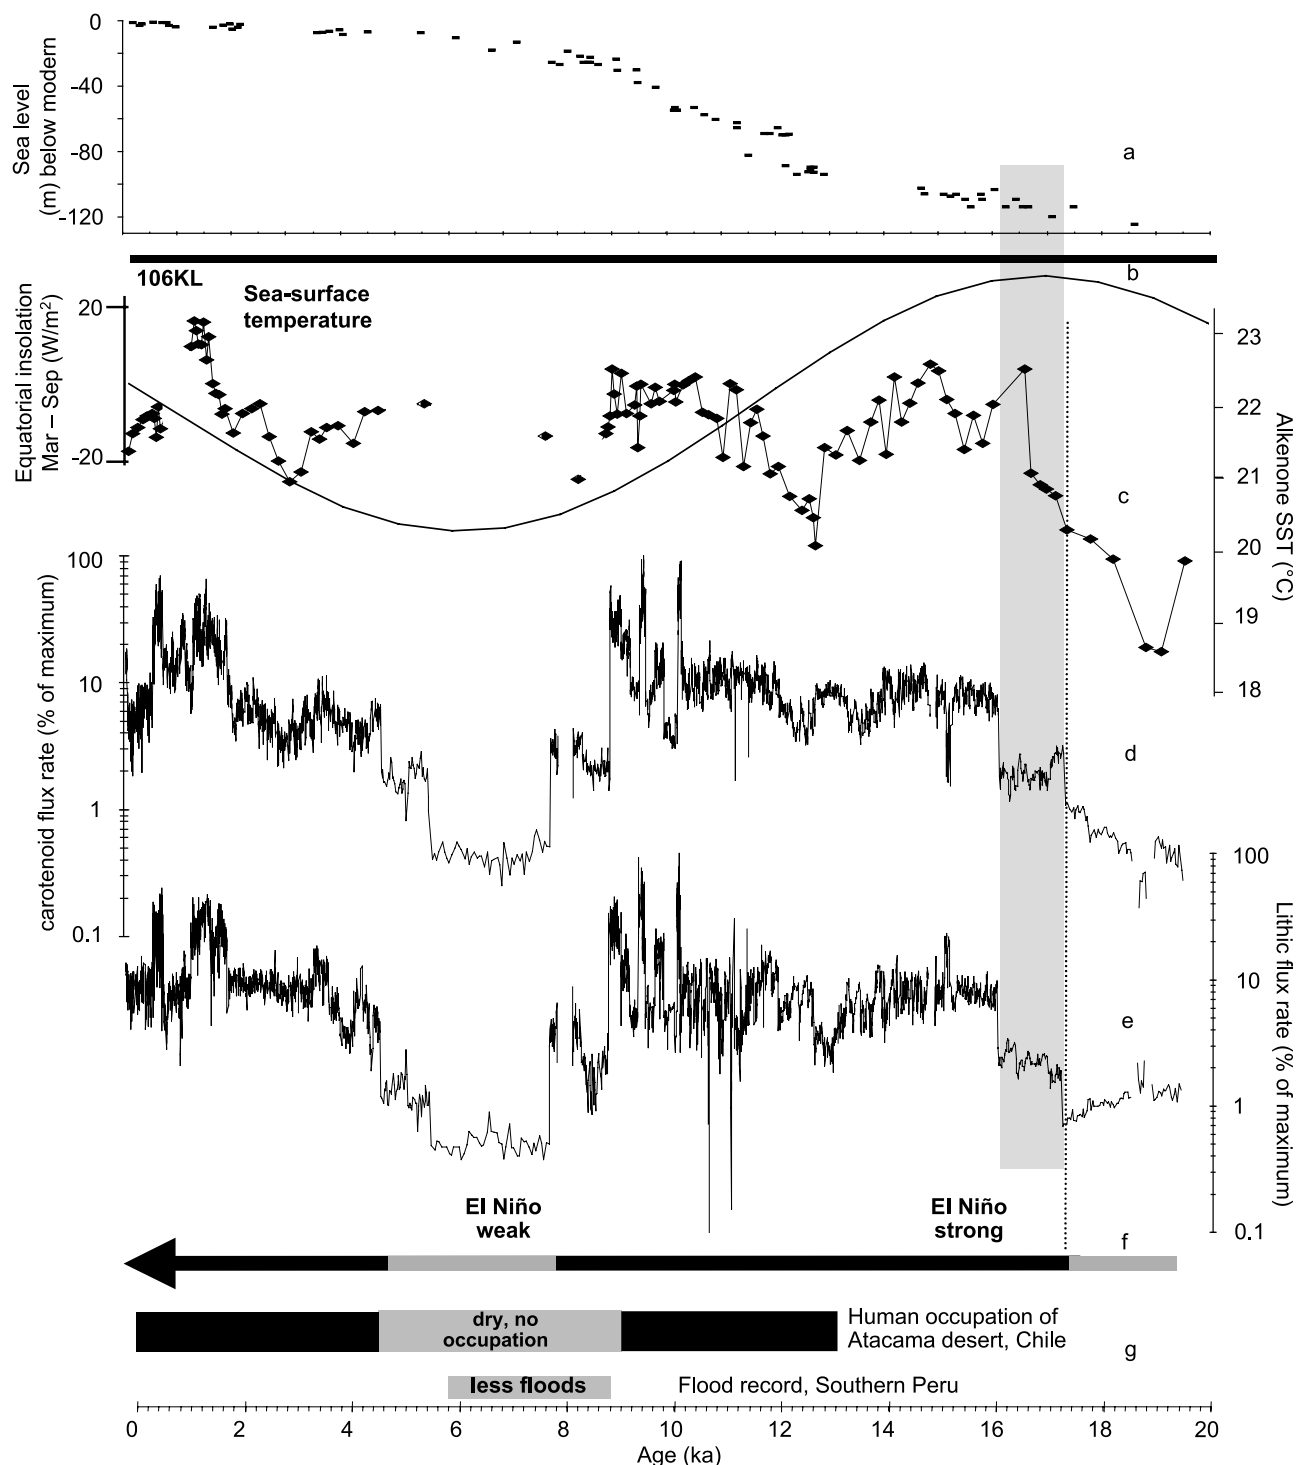 0
-40
-80
-120
Sea level
(m) below modern
a
106KL
b
Sea-surface
temperature
20
-20
Equatorial insolation
Mar – Sep (W/m²)
23
22
21
20
19
18
Alkenone SST (°C)
c
100
10
1
0.1
carotenoid flux rate (% of maximum)
d
100
10
1
0.1
Lithic flux rate (% of maximum)
e
El Niño
weak
El Niño
strong
f
dry, no
occupation
Human occupation of
Atacama desert, Chile
g
less floods
Flood record, Southern Peru
0 2 4 6 8 10 12 14 16 18 20
Age (ka)